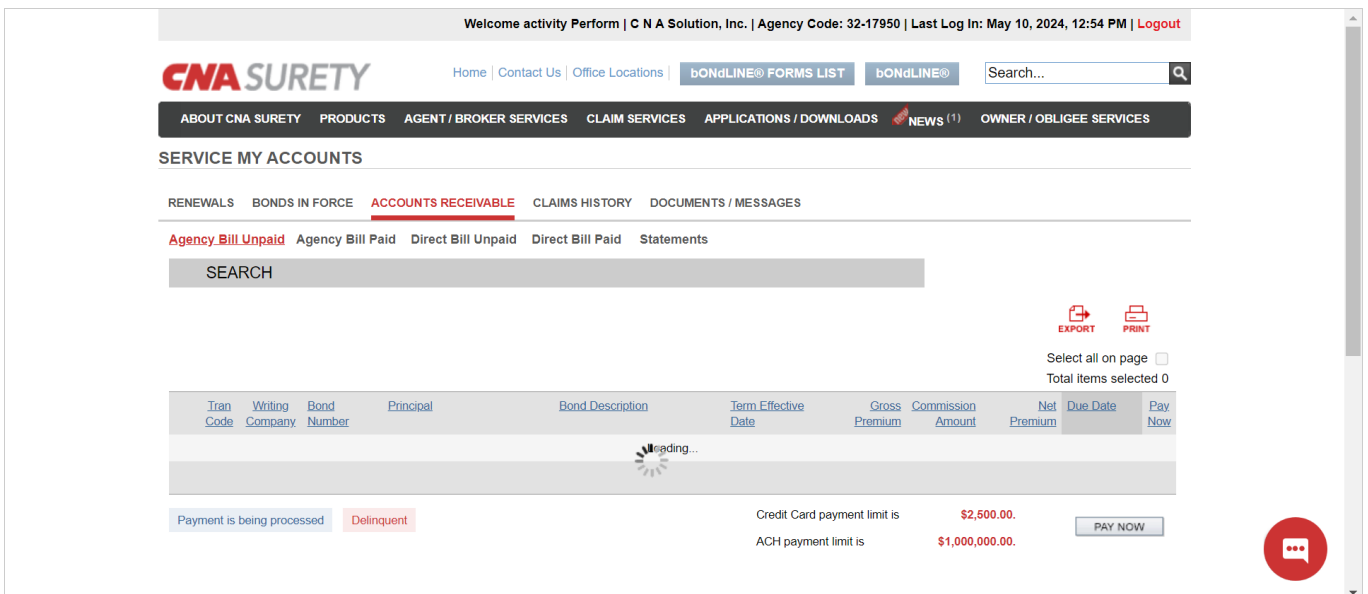 Welcome activity Perform | C N A Solution, Inc. | Agency Code: 32-17950 | Last Log In: May 10, 2024, 12:54 PM | Logout
CNA SURETY
Home | Contact Us | Office Locations | bONdLINE® FORMS LIST bONdLINE® Search...
ABOUT CNA SURETY PRODUCTS AGENT / BROKER SERVICES CLAIM SERVICES APPLICATIONS / DOWNLOADS new NEWS (1) OWNER / OBLIGEE SERVICES
SERVICE MY ACCOUNTS
RENEWALS BONDS IN FORCE ACCOUNTS RECEIVABLE CLAIMS HISTORY DOCUMENTS / MESSAGES
Agency Bill Unpaid Agency Bill Paid Direct Bill Unpaid Direct Bill Paid Statements
SEARCH
EXPORT PRINT
Select all on page
Total items selected 0
Tran Writing Bond Principal Bond Description Term Effective Gross Commission Net Due Date Pay
Code Company Number Date Premium Amount Premium Now
Loading...
Payment is being processed Delinquent Credit Card payment limit is $2,500.00.
PAY NOW
ACH payment limit is $1,000,000.00.